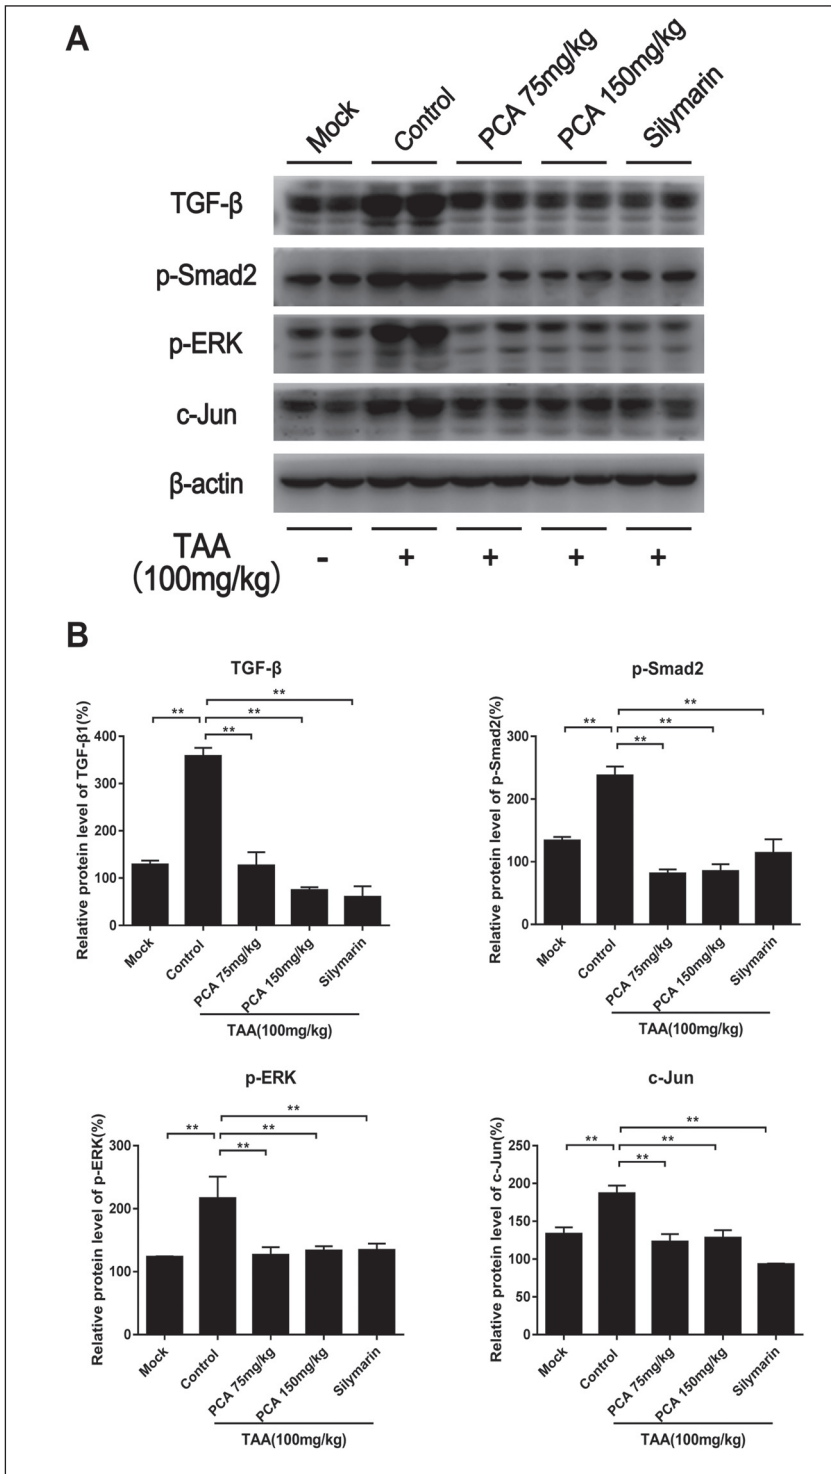 A
Mock
Control
PCA 75mg/kg
PCA 150mg/kg
Silymarin
TGF-β
p-Smad2
p-ERK
c-Jun
β-actin
TAA
(100mg/kg)
-
+
+
+
+
B
TGF-β
Relative protein level of TGF-β1(%)
400
300
200
100
0
**
**
**
**
Mock
Control
PCA 75mg/kg
PCA 150mg/kg
Silymarin
TAA(100mg/kg)
p-Smad2
Relative protein level of p-Smad2(%)
300
200
100
0
**
**
**
**
Mock
Control
PCA 75mg/kg
PCA 150mg/kg
Silymarin
TAA(100mg/kg)
p-ERK
Relative protein level of p-ERK(%)
300
200
100
0
**
**
**
**
Mock
Control
PCA 75mg/kg
PCA 150mg/kg
Silymarin
TAA(100mg/kg)
c-Jun
Relative protein level of c-Jun(%)
250
200
150
100
50
0
**
**
**
**
Mock
Control
PCA 75mg/kg
PCA 150mg/kg
Silymarin
TAA(100mg/kg)